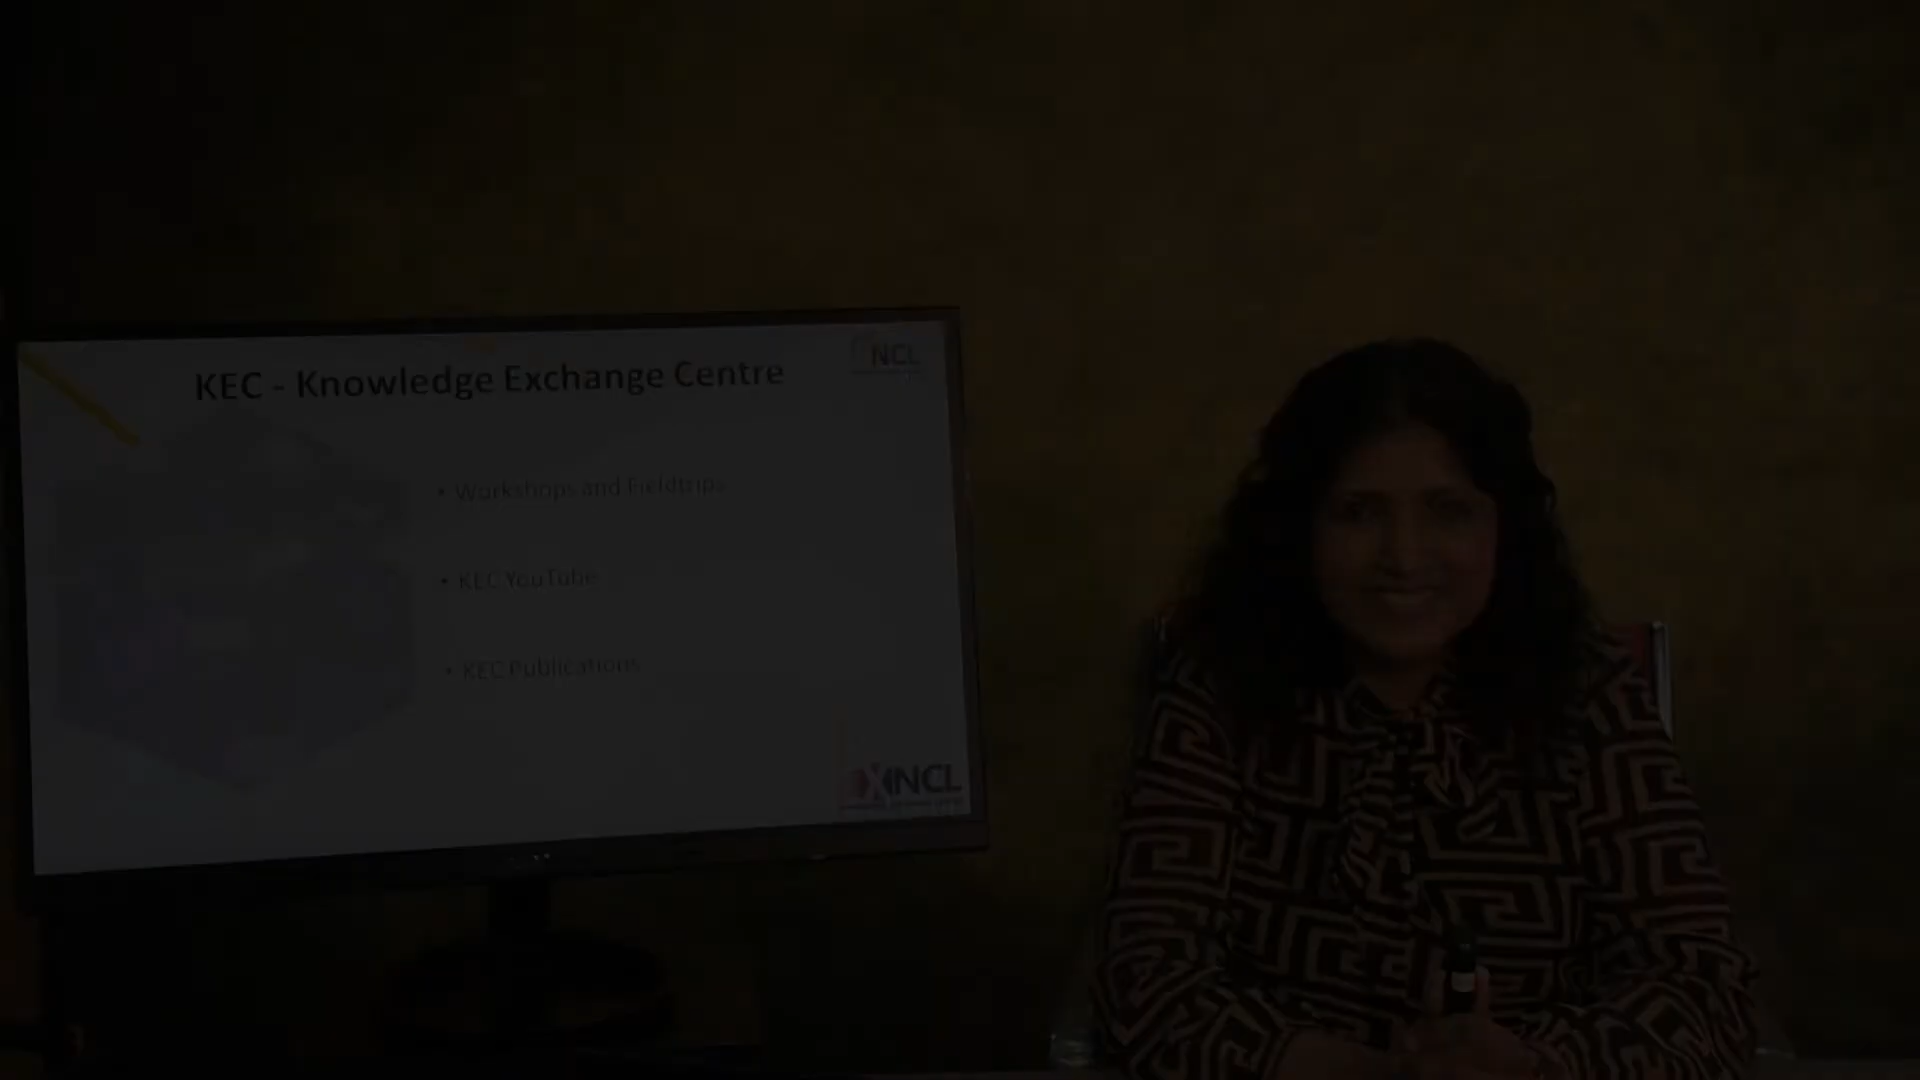 KEC - Knowledge Exchange Centre
NCL
• Workshops and Fieldtrips
• KEC YouTube
• KEC Publications
NCL